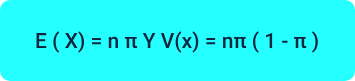 E ( X) = n π Y V(x) = nπ ( 1 - π )